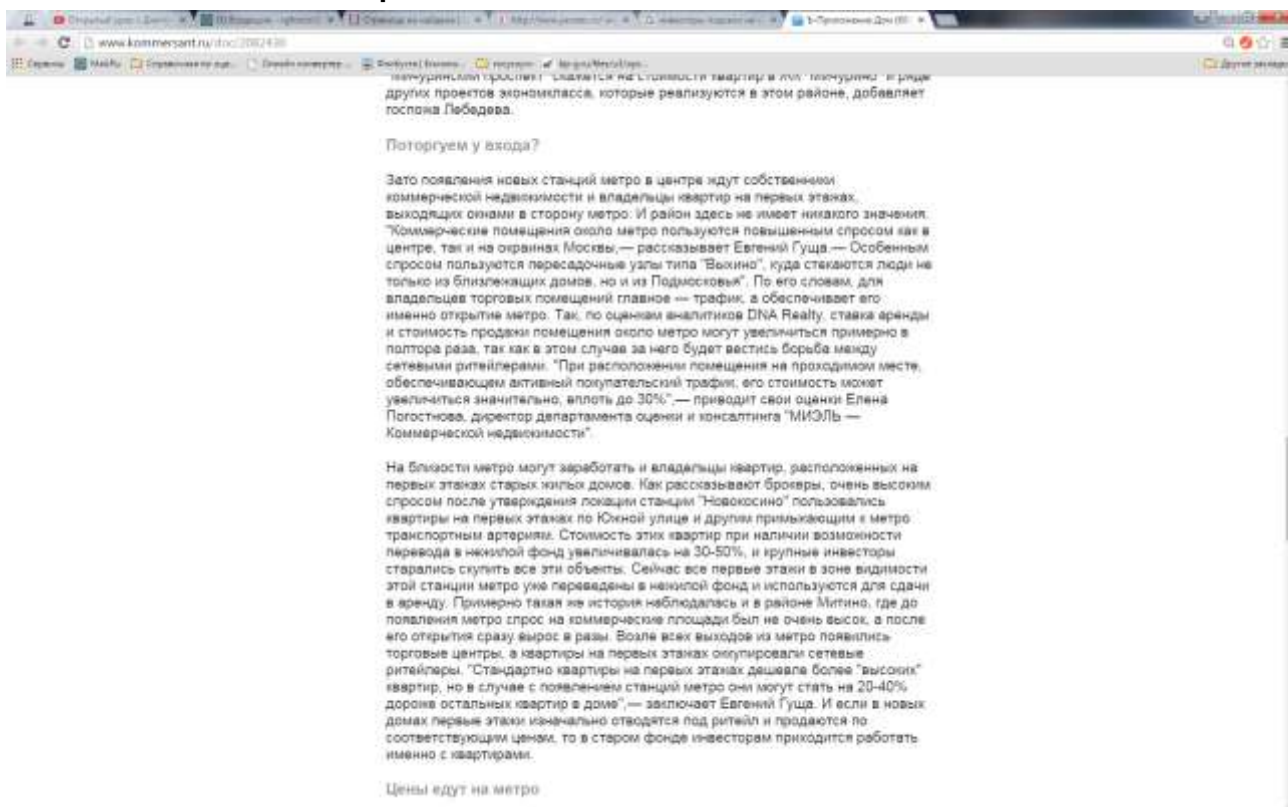 www.kommersant.ru/doc/2082438
"Мичуринский проспект" скажется на стоимости квартир в ЖК "Мичурино" и ряде
других проектов экономкласса, которые реализуются в этом районе, добавляет
госпожа Лебедева.
Поторгуем у входа?
Зато появления новых станций метро в центре ждут собственники
коммерческой недвижимости и владельцы квартир на первых этажах,
выходящих окнами в сторону метро. И район здесь не имеет никакого значения.
"Коммерческие помещения около метро пользуются повышенным спросом как в
центре, так и на окраинах Москвы,— рассказывает Евгений Гуща.— Особенным
спросом пользуются пересадочные узлы типа "Выхино", куда стекаются люди не
только из близлежащих домов, но и из Подмосковья". По его словам, для
владельцев торговых помещений главное — трафик, а обеспечивает его
именно открытие метро. Так, по оценкам аналитиков DNA Realty, ставка аренды
и стоимость продажи помещения около метро могут увеличиться примерно в
полтора раза, так как в этом случае за него будет вестись борьба между
сетевыми ритейлерами. "При расположении помещения на проходимом месте,
обеспечивающем активный покупательский трафик, его стоимость может
увеличиться значительно, вплоть до 30%",— приводит свои оценки Елена
Погостнова, директор департамента оценки и консалтинга "МИЭЛЬ —
Коммерческой недвижимости".
На близости метро могут заработать и владельцы квартир, расположенных на
первых этажах старых жилых домов. Как рассказывают брокеры, очень высоким
спросом после утверждения локации станции "Новокосино" пользовались
квартиры на первых этажах по Южной улице и другим примыкающим к метро
транспортным артериям. Стоимость этих квартир при наличии возможности
перевода в нежилой фонд увеличивалась на 30-50%, и крупные инвесторы
старались скупить все эти объекты. Сейчас все первые этажи в зоне видимости
этой станции метро уже переведены в нежилой фонд и используются для сдачи
в аренду. Примерно такая же история наблюдалась и в районе Митино, где до
появления метро спрос на коммерческие площади был не очень высок, а после
его открытия сразу вырос в разы. Возле всех выходов из метро появились
торговые центры, а квартиры на первых этажах оккупировали сетевые
ритейлеры. "Стандартно квартиры на первых этажах дешевле более "высоких"
квартир, но в случае с появлением станций метро они могут стать на 20-40%
дороже остальных квартир в доме",— заключает Евгений Гуща. И если в новых
домах первые этажи изначально отводятся под ритейл и продаются по
соответствующим ценам, то в старом фонде инвесторам приходится работать
именно с квартирами.
Цены едут на метро